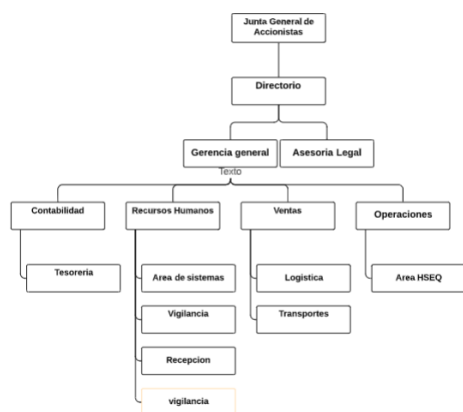 Junta General de
Accionistas
Directorio
Gerencia general
Asesoria Legal
Texto
Contabilidad
Recursos Humanos
Ventas
Operaciones
Tesoreria
Area de sistemas
Logistica
Area HSEQ
Vigilancia
Transportes
Recepcion
vigilancia